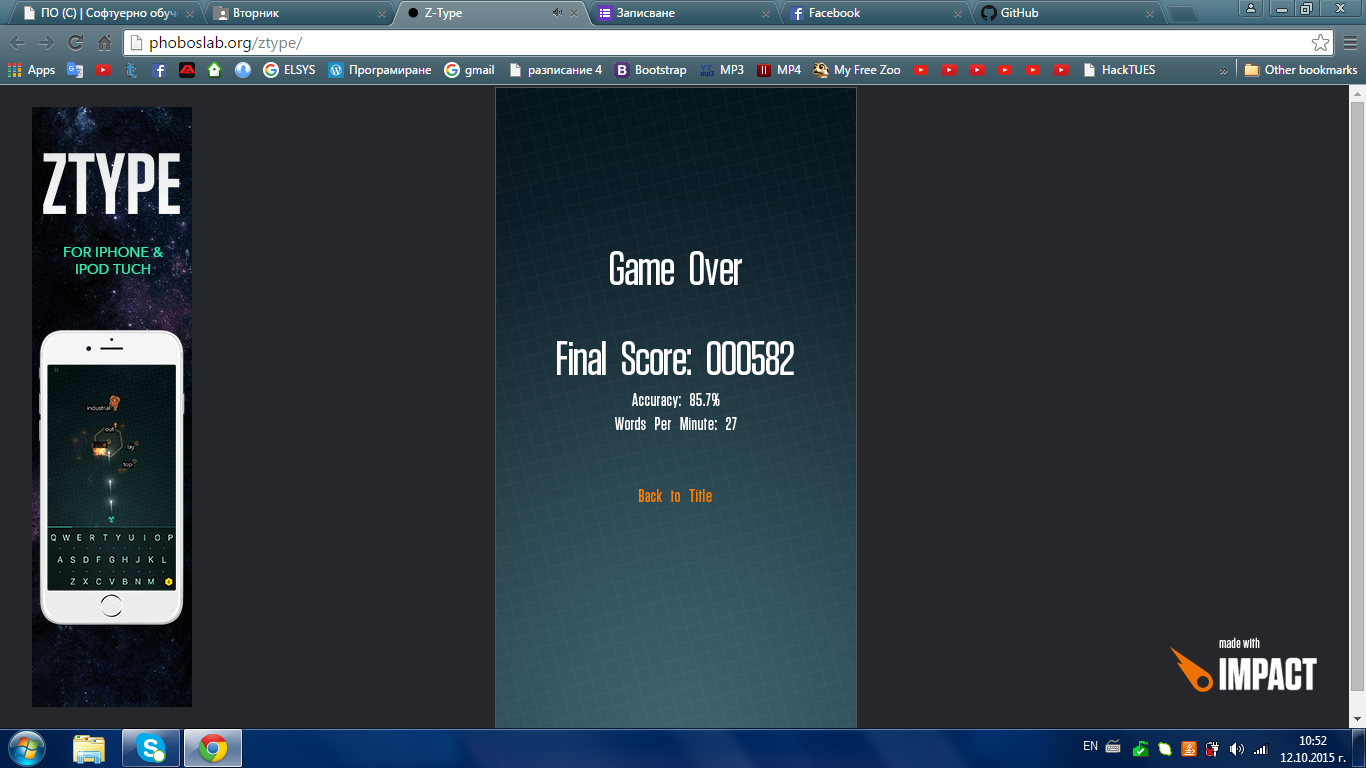 ПО (C) | Софтуерно обуч
Вторник
Z-Type
Записване
Facebook
GitHub
phoboslab.org/ztype/
Apps
ELSYS
Програмиране
gmail
разписание 4
Bootstrap
MP3
MP4
My Free Zoo
HackTUES
»
Other bookmarks
ZTYPE
FOR IPHONE &
IPOD TUCH
industrial
out
lay
top
Q W E R T Y U I O P
A S D F G H J K L
Z X C V B N M
Game Over
Final Score: 000582
Accuracy: 85.7%
Words Per Minute: 27
Back to Title
made with
IMPACT
EN
10:52
12.10.2015 г.